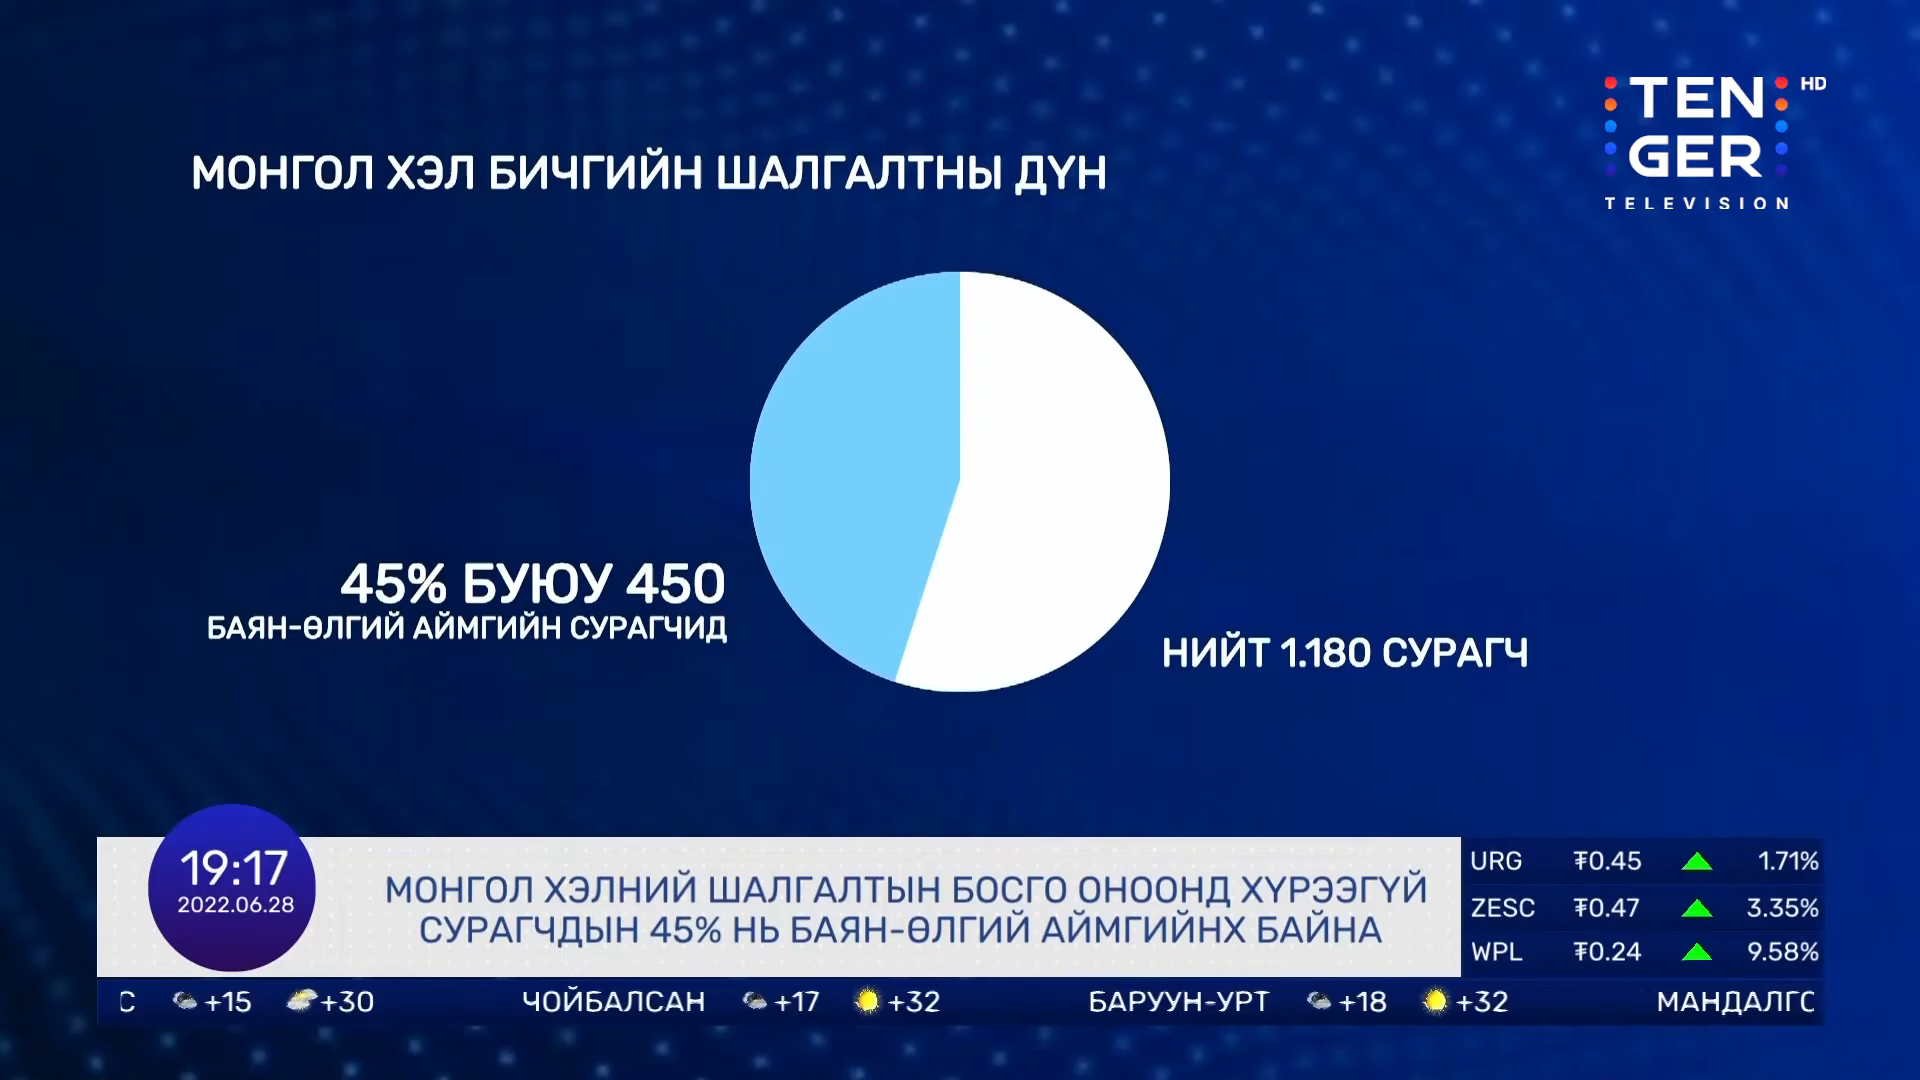 TEN
GER
HD
TELEVISION
МОНГОЛ ХЭЛ БИЧГИЙН ШАЛГАЛТНЫ ДҮН
45% БУЮУ 450
БАЯН-ӨЛГИЙ АЙМГИЙН СУРАГЧИД
НИЙТ 1.180 СУРАГЧ
19:17
2022.06.28
МОНГОЛ ХЭЛНИЙ ШАЛГАЛТЫН БОСГО ОНООНД ХҮРЭЭГҮЙ
СУРАГЧДЫН 45% НЬ БАЯН-ӨЛГИЙ АЙМГИЙНХ БАЙНА
URG ₮0.45 1.71%
ZESC ₮0.47 3.35%
WPL ₮0.24 9.58%
+15 +30 ЧОЙБАЛСАН +17 +32 БАРУУН-УРТ +18 +32 МАНДАЛГ